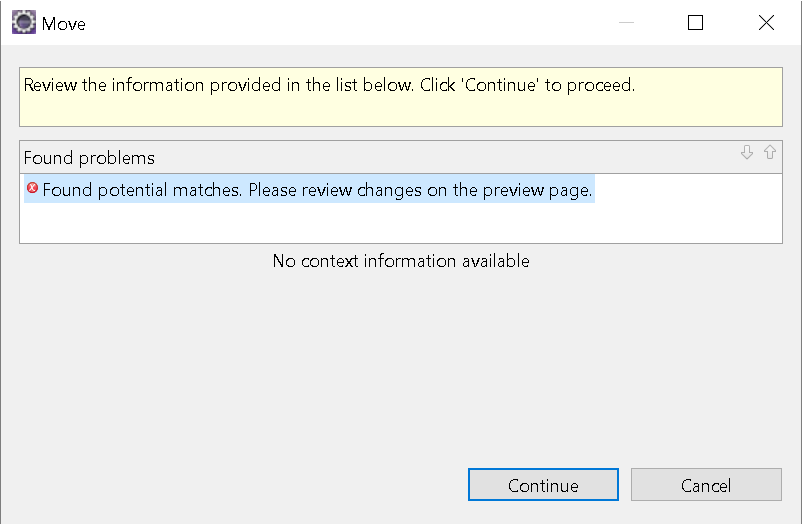 Move
Review the information provided in the list below. Click 'Continue' to proceed.
Found problems
Found potential matches. Please review changes on the preview page.
No context information available
Continue
Cancel